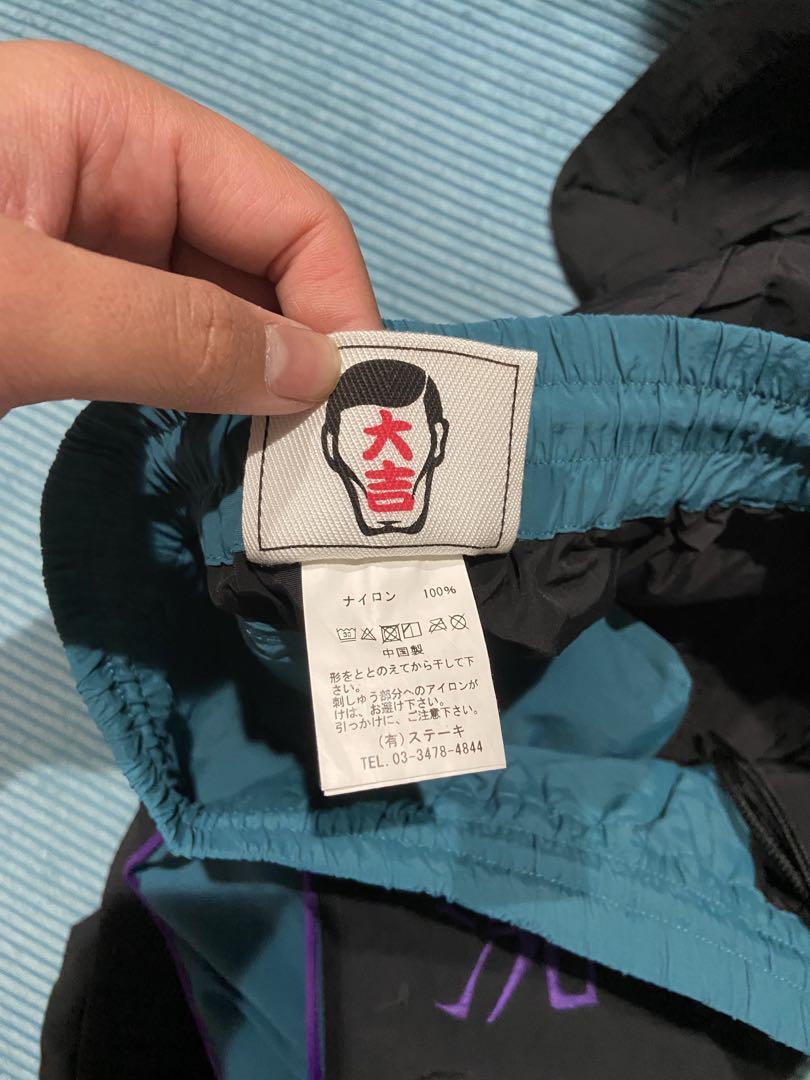 大
吉
ナイロン 100%
30
中国製
形をととのえてから干して下
さい。
刺しゅう部分へのアイロンが
けは、お避け下さい。
引っかけに、ご注意下さい。
(有)ステーキ
TEL. 03-3478-4844